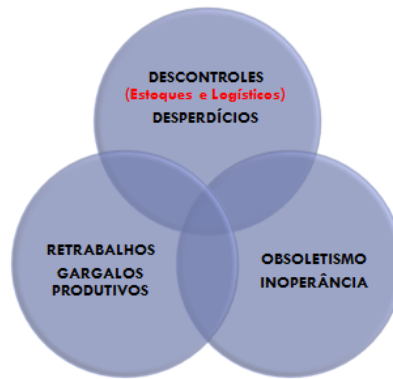 DESCONTROLES
(Estoques e Logísticos)
DESPERDÍCIOS
RETRABALHOS
GARGALOS
PRODUTIVOS
OBSOLETISMO
INOPERÂNCIA